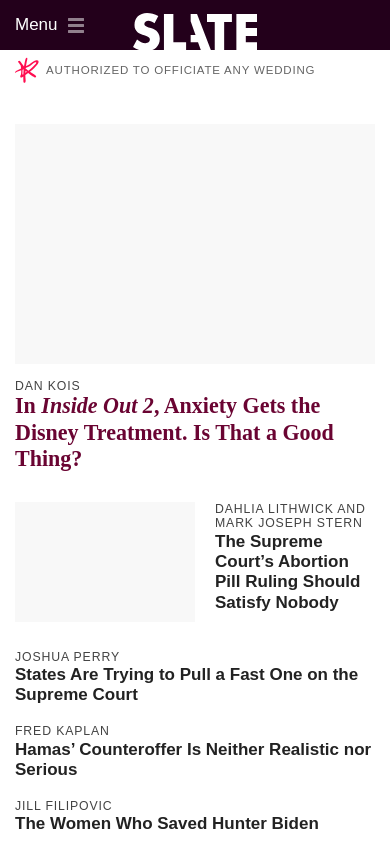 Menu
SLATE
AUTHORIZED TO OFFICIATE ANY WEDDING
DAN KOIS
In Inside Out 2, Anxiety Gets the
Disney Treatment. Is That a Good
Thing?
DAHLIA LITHWICK AND
MARK JOSEPH STERN
The Supreme
Court’s Abortion
Pill Ruling Should
Satisfy Nobody
JOSHUA PERRY
States Are Trying to Pull a Fast One on the
Supreme Court
FRED KAPLAN
Hamas’ Counteroffer Is Neither Realistic nor
Serious
JILL FILIPOVIC
The Women Who Saved Hunter Biden